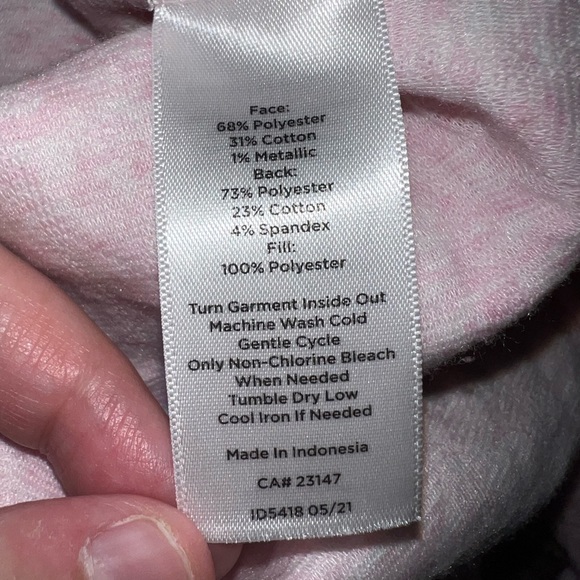 Face:
68% Polyester
31% Cotton
1% Metallic
Back:
73% Polyester
23% Cotton
4% Spandex
Fill:
100% Polyester
Turn Garment Inside Out
Machine Wash Cold
Gentle Cycle
Only Non-Chlorine Bleach
When Needed
Tumble Dry Low
Cool Iron If Needed
Made In Indonesia
CA# 23147
ID5418 05/21